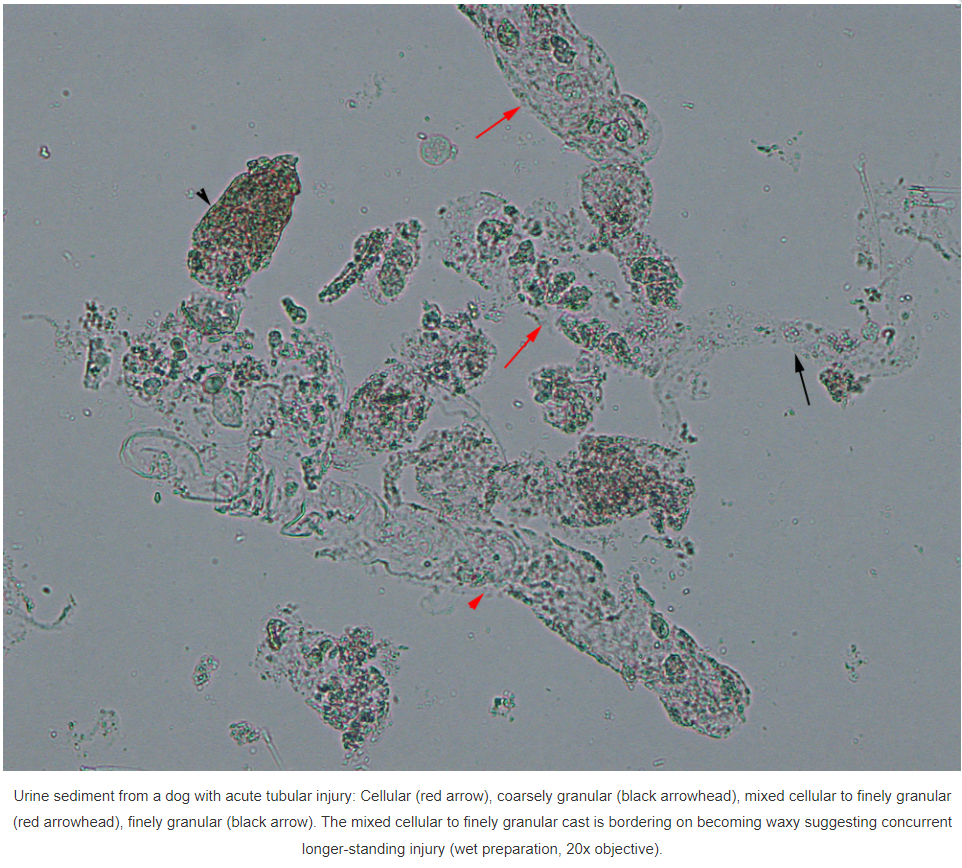 Urine sediment from a dog with acute tubular injury: Cellular (red arrow), coarsely granular (black arrowhead), mixed cellular to finely granular
(red arrowhead), finely granular (black arrow). The mixed cellular to finely granular cast is bordering on becoming waxy suggesting concurrent
longer-standing injury (wet preparation, 20x objective).